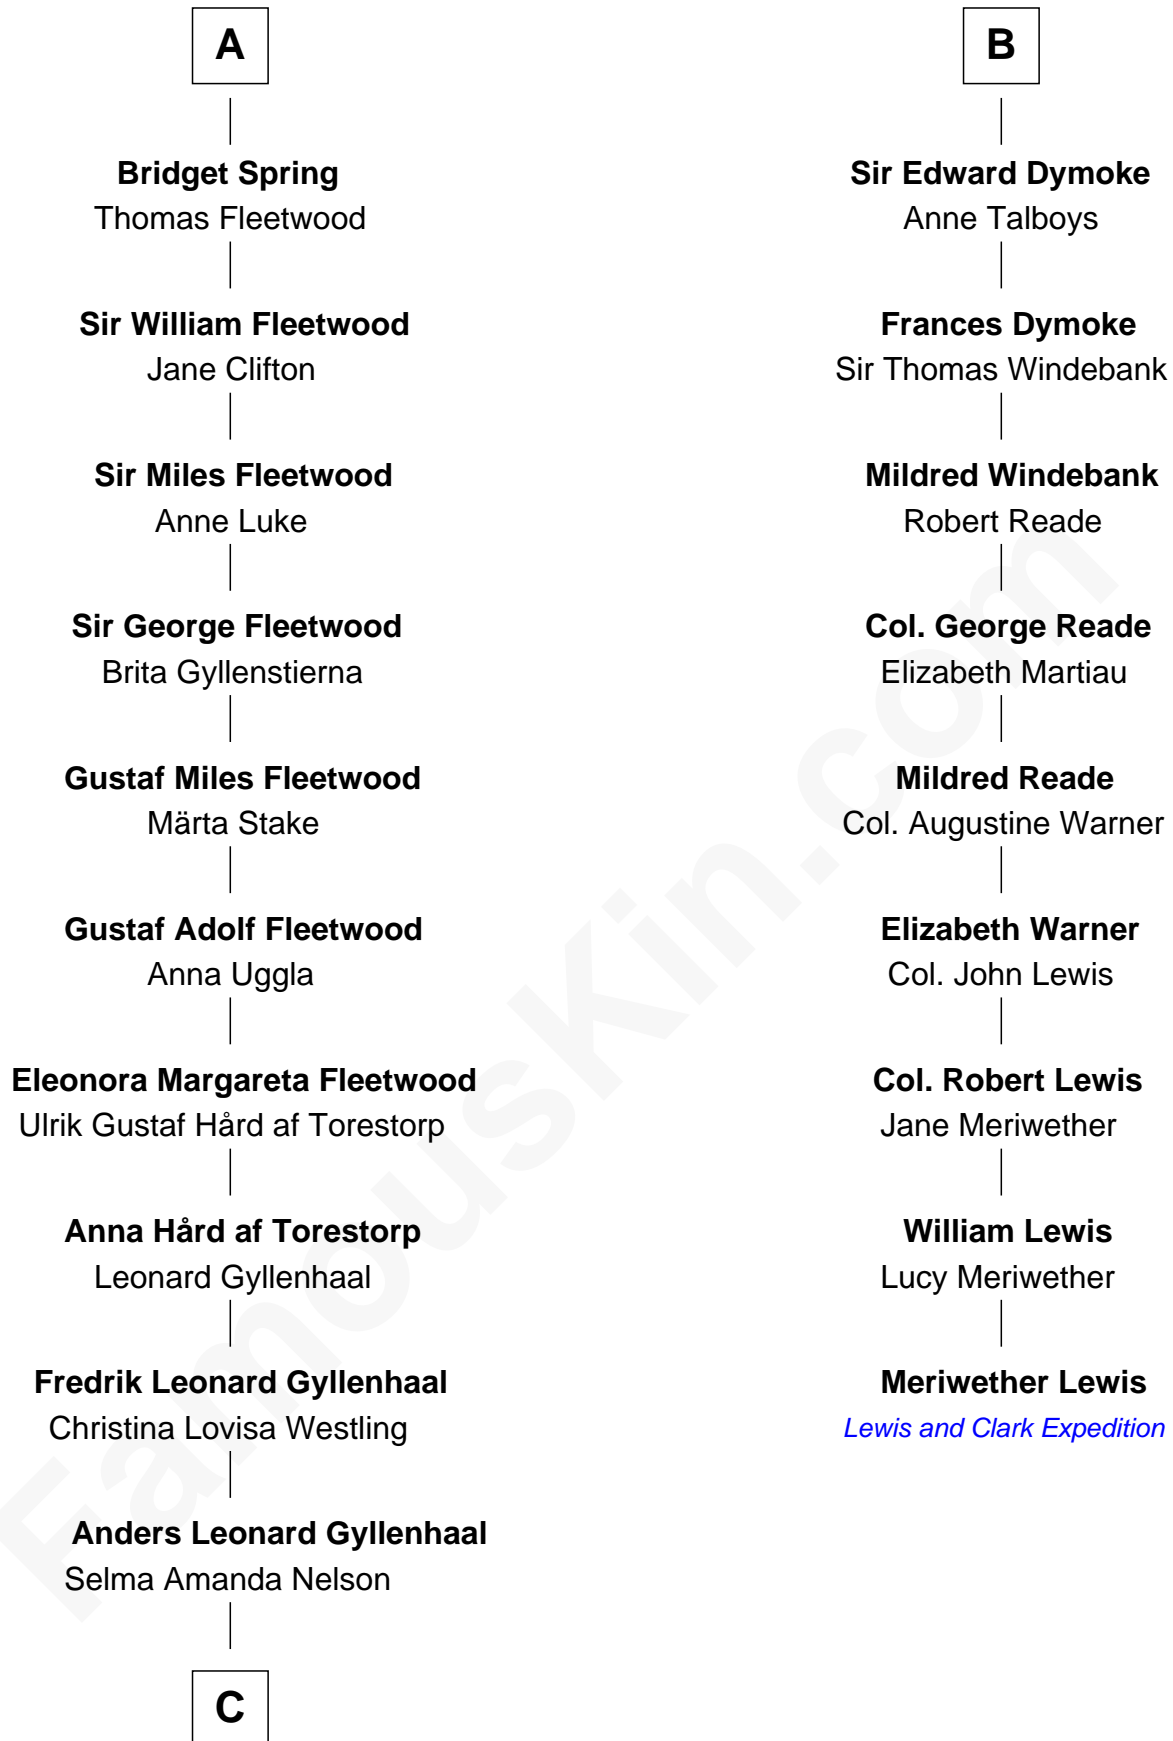 A
Bridget Spring
Thomas Fleetwood
Sir William Fleetwood
Jane Clifton
Sir Miles Fleetwood
Anne Luke
Sir George Fleetwood
Brita Gyllenstierna
Gustaf Miles Fleetwood
Märta Stake
Gustaf Adolf Fleetwood
Anna Uggla
Eleonora Margareta Fleetwood
Ulrik Gustaf Hård af Torestorp
Anna Hård af Torestorp
Leonard Gyllenhaal
Fredrik Leonard Gyllenhaal
Christina Lovisa Westling
Anders Leonard Gyllenhaal
Selma Amanda Nelson
C
B
Sir Edward Dymoke
Anne Talboys
Frances Dymoke
Sir Thomas Windebank
Mildred Windebank
Robert Reade
Col. George Reade
Elizabeth Martiau
Mildred Reade
Col. Augustine Warner
Elizabeth Warner
Col. John Lewis
Col. Robert Lewis
Jane Meriwether
William Lewis
Lucy Meriwether
Meriwether Lewis
Lewis and Clark Expedition
FamousKin.com